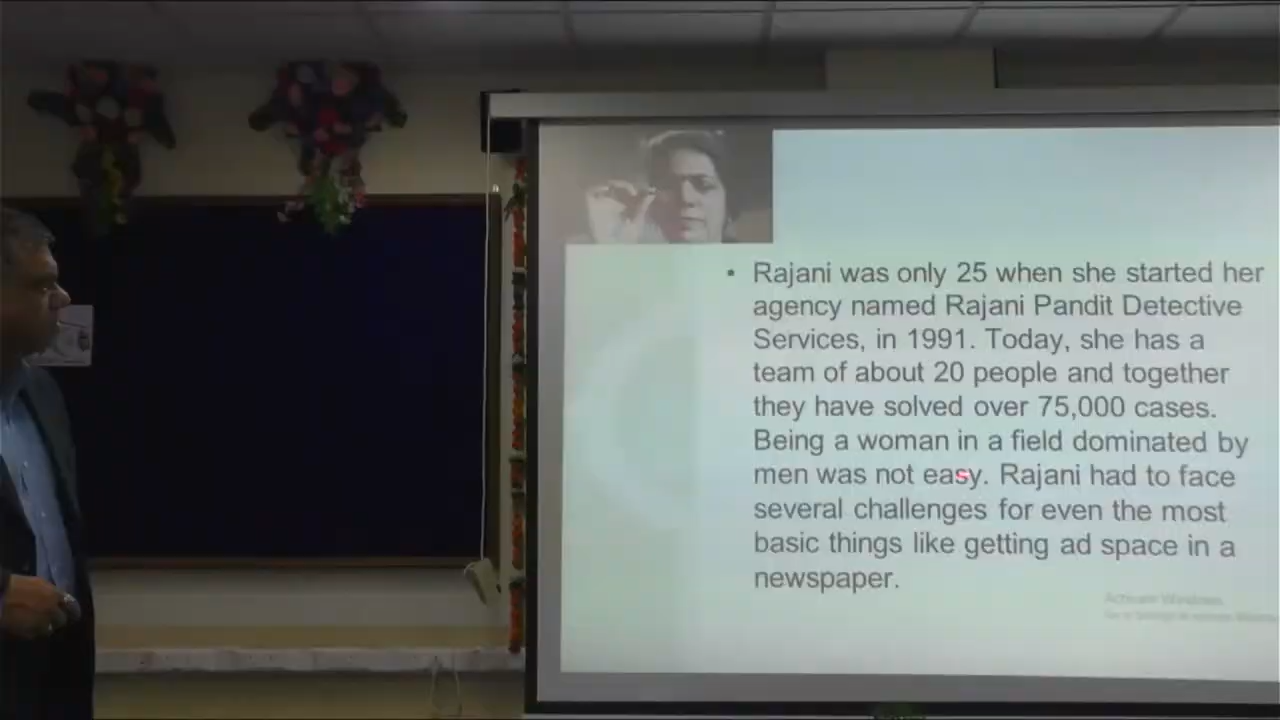 • Rajani was only 25 when she started her
agency named Rajani Pandit Detective
Services, in 1991. Today, she has a
team of about 20 people and together
they have solved over 75,000 cases.
Being a woman in a field dominated by
men was not easy. Rajani had to face
several challenges for even the most
basic things like getting ad space in a
newspaper.
Activate Windows